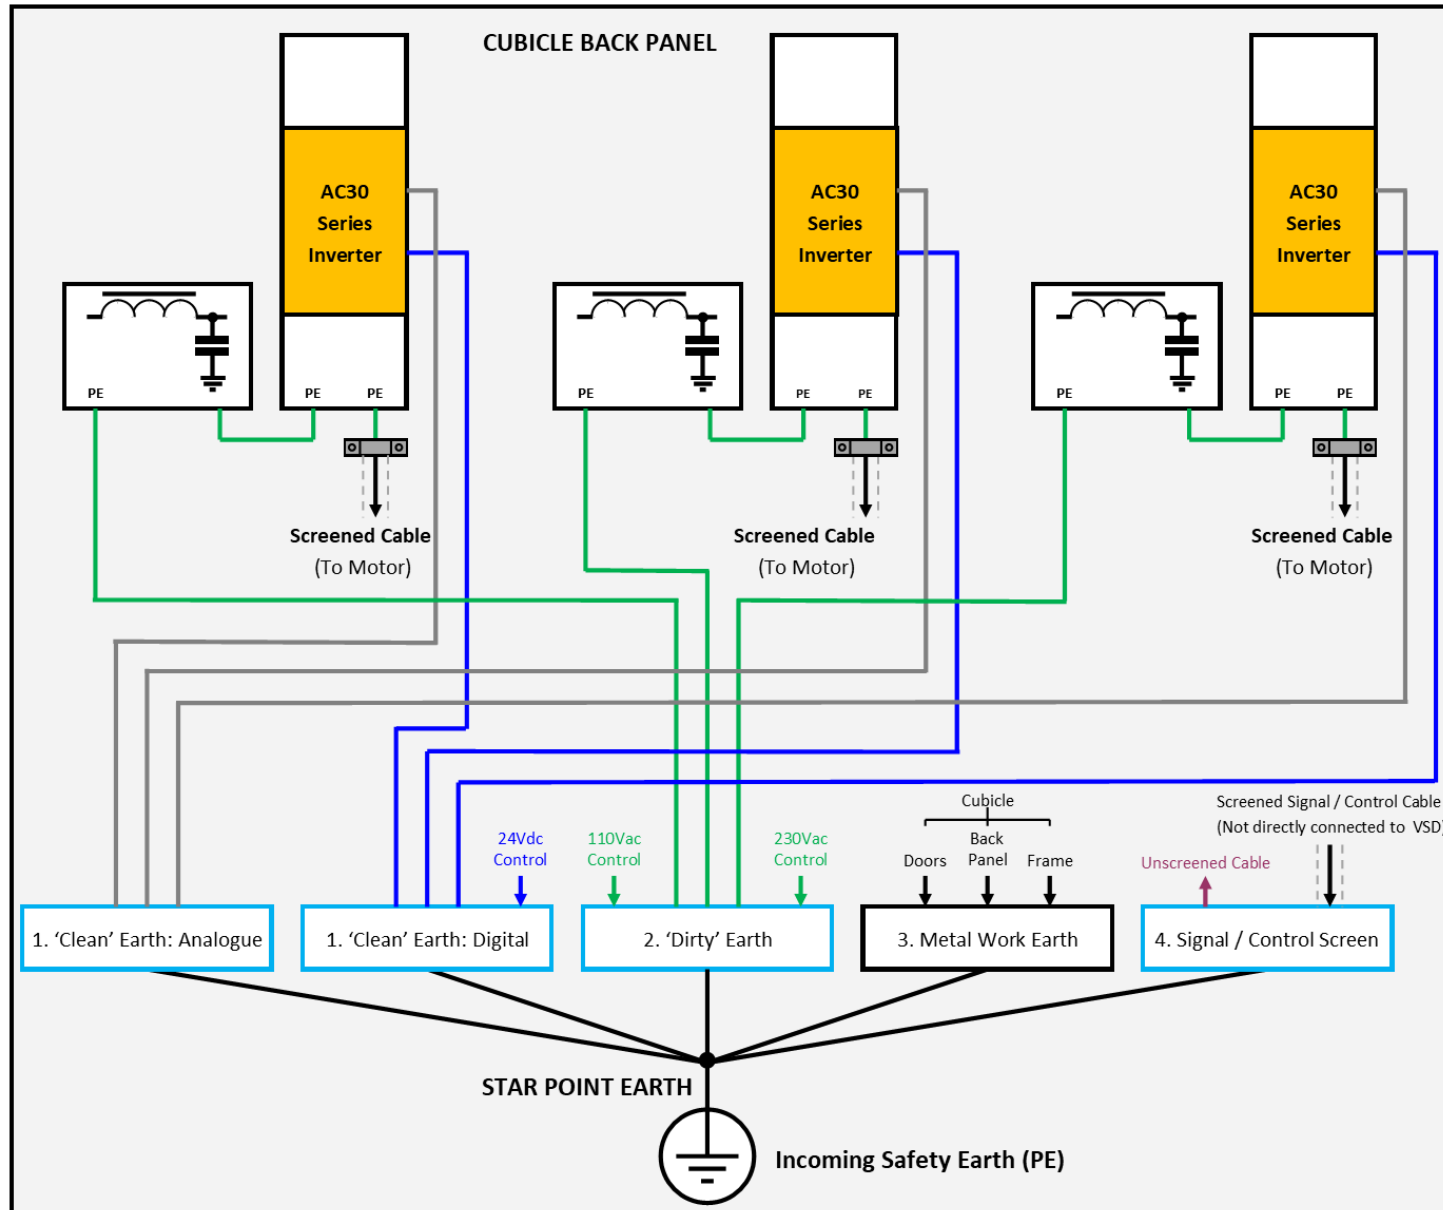 CUBICLE BACK PANEL
AC30
Series
Inverter
AC30
Series
Inverter
AC30
Series
Inverter
PE
PE
PE
PE
PE
PE
PE
PE
PE
Screened Cable
(To Motor)
Screened Cable
(To Motor)
Screened Cable
(To Motor)
24Vdc
Control
110Vac
Control
230Vac
Control
Cubicle
Doors
Back
Panel
Frame
Screened Signal / Control Cable
(Not directly connected to VSD)
Unscreened Cable
1. ‘Clean’ Earth: Analogue
1. ‘Clean’ Earth: Digital
2. ‘Dirty’ Earth
3. Metal Work Earth
4. Signal / Control Screen
STAR POINT EARTH
Incoming Safety Earth (PE)